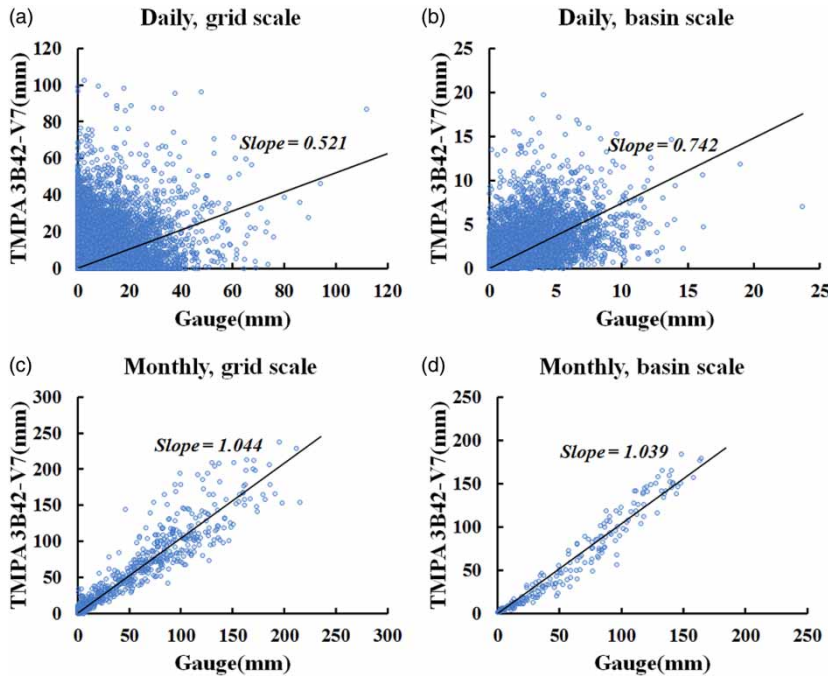 (a) Daily, grid scale
TMPA 3B42-V7(mm)
120
100
80
60
40
20
0
Slope = 0.521
0 20 40 60 80 100 120
Gauge(mm)
(b) Daily, basin scale
TMPA 3B42-V7(mm)
25
20
15
10
5
0
Slope = 0.742
0 5 10 15 20 25
Gauge(mm)
(c) Monthly, grid scale
TMPA 3B42-V7(mm)
300
250
200
150
100
50
0
Slope = 1.044
0 50 100 150 200 250 300
Gauge(mm)
(d) Monthly, basin scale
TMPA 3B42-V7(mm)
250
200
150
100
50
0
Slope = 1.039
0 50 100 150 200 250
Gauge(mm)